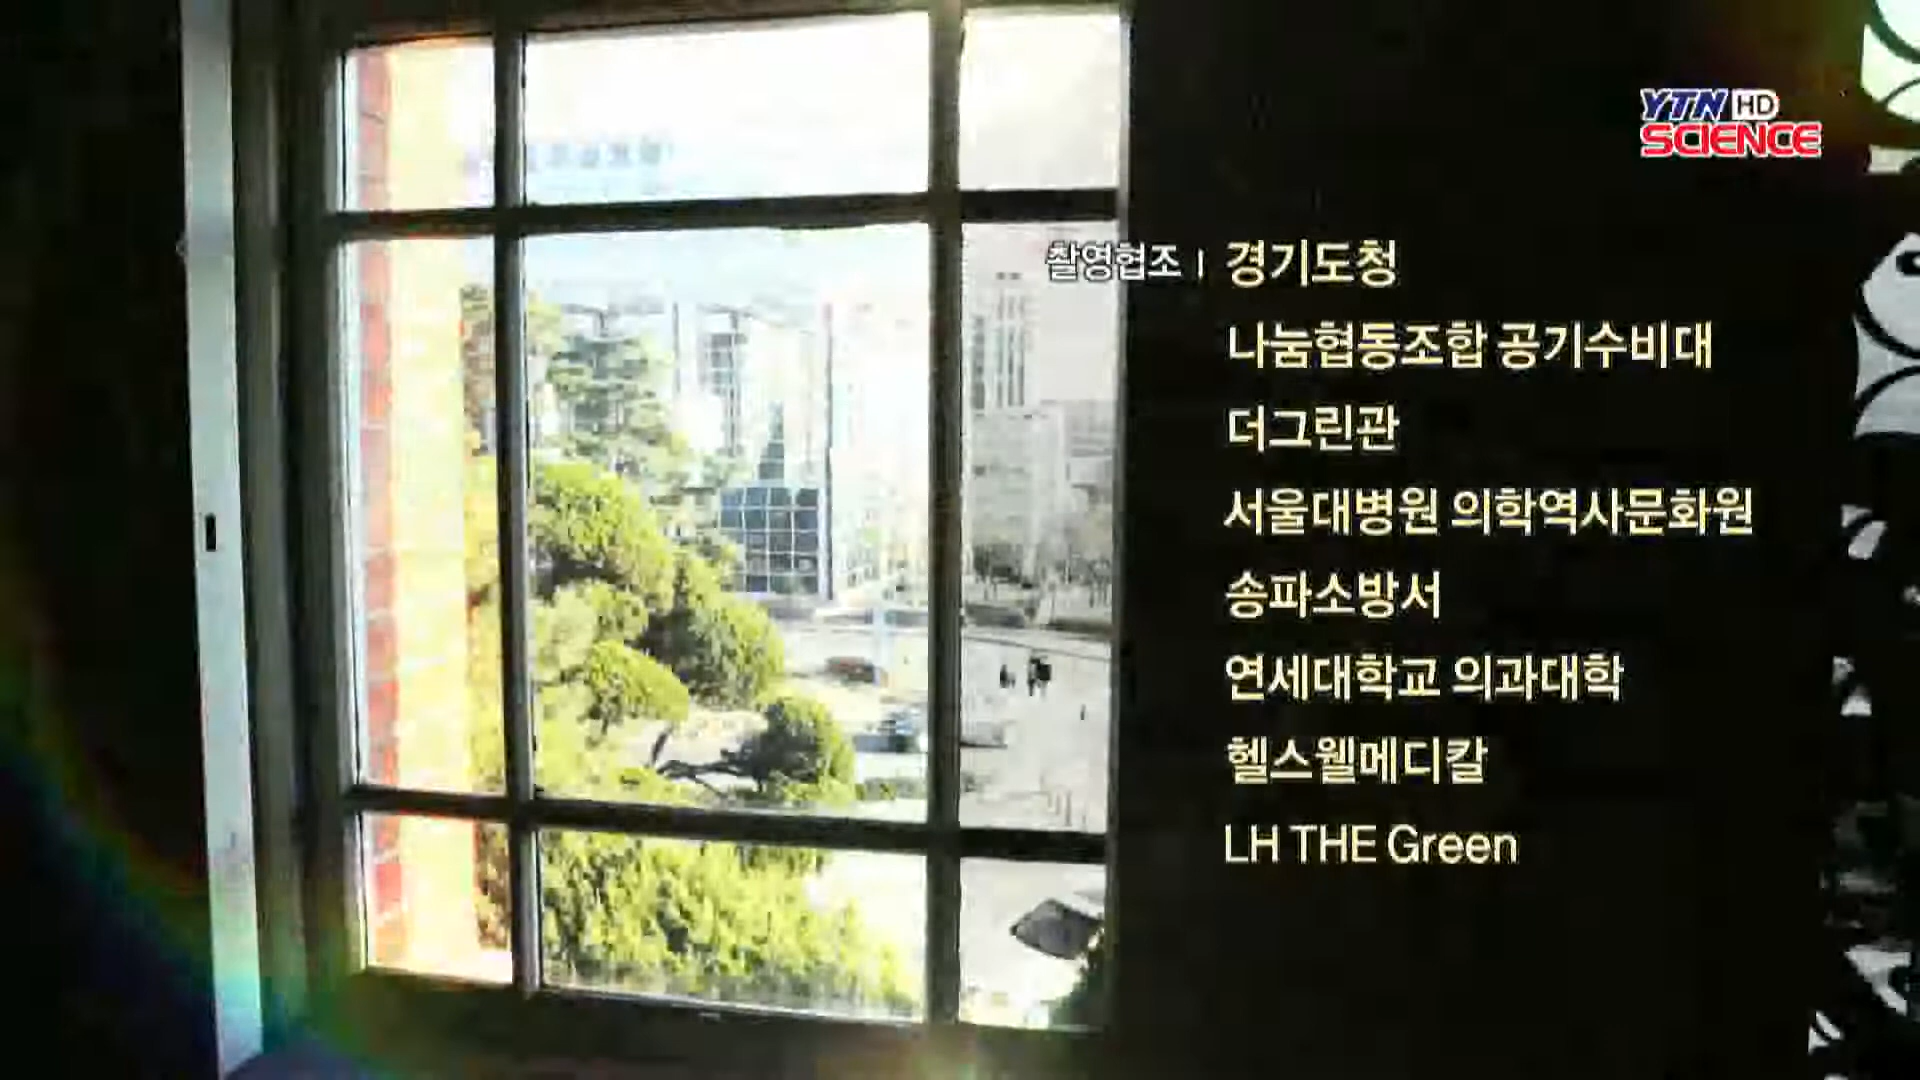 YTN HD
SCIENCE
촬영협조 | 경기도청
나눔협동조합 공기수비대
더그린관
서울대병원 의학역사문화원
송파소방서
연세대학교 의과대학
헬스웰메디칼
LH THE Green